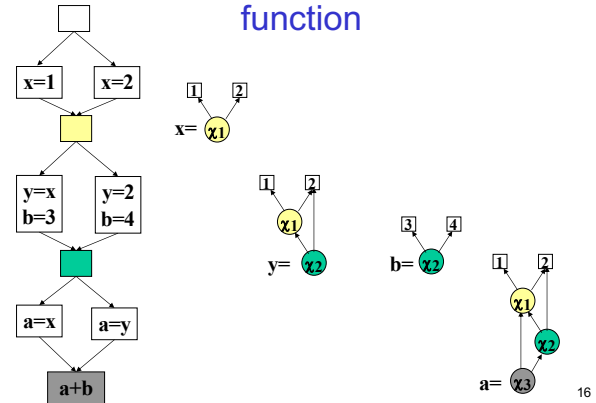 function
x=1
x=2
1
2
x=
χ1
y=x
b=3
y=2
b=4
1
2
χ1
y=
χ2
3
4
b=
χ2
1
2
χ1
χ2
a=
χ3
a=x
a=y
a+b
16